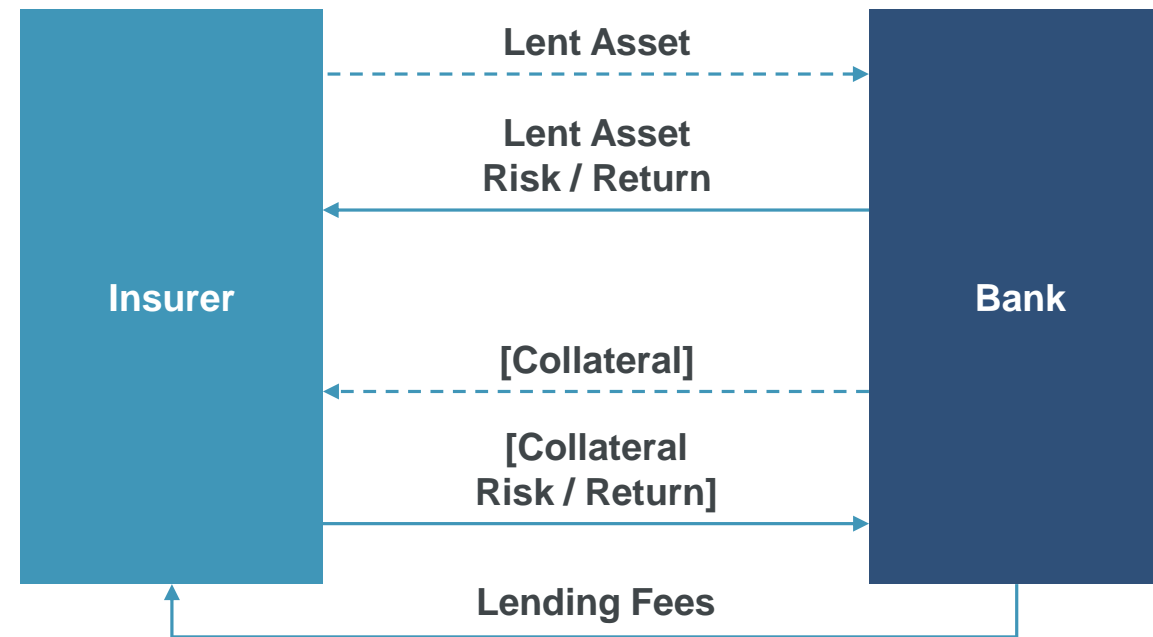 Lent Asset
Lent Asset
Risk / Return
Insurer
Bank
[Collateral]
[Collateral
Risk / Return]
Lending Fees